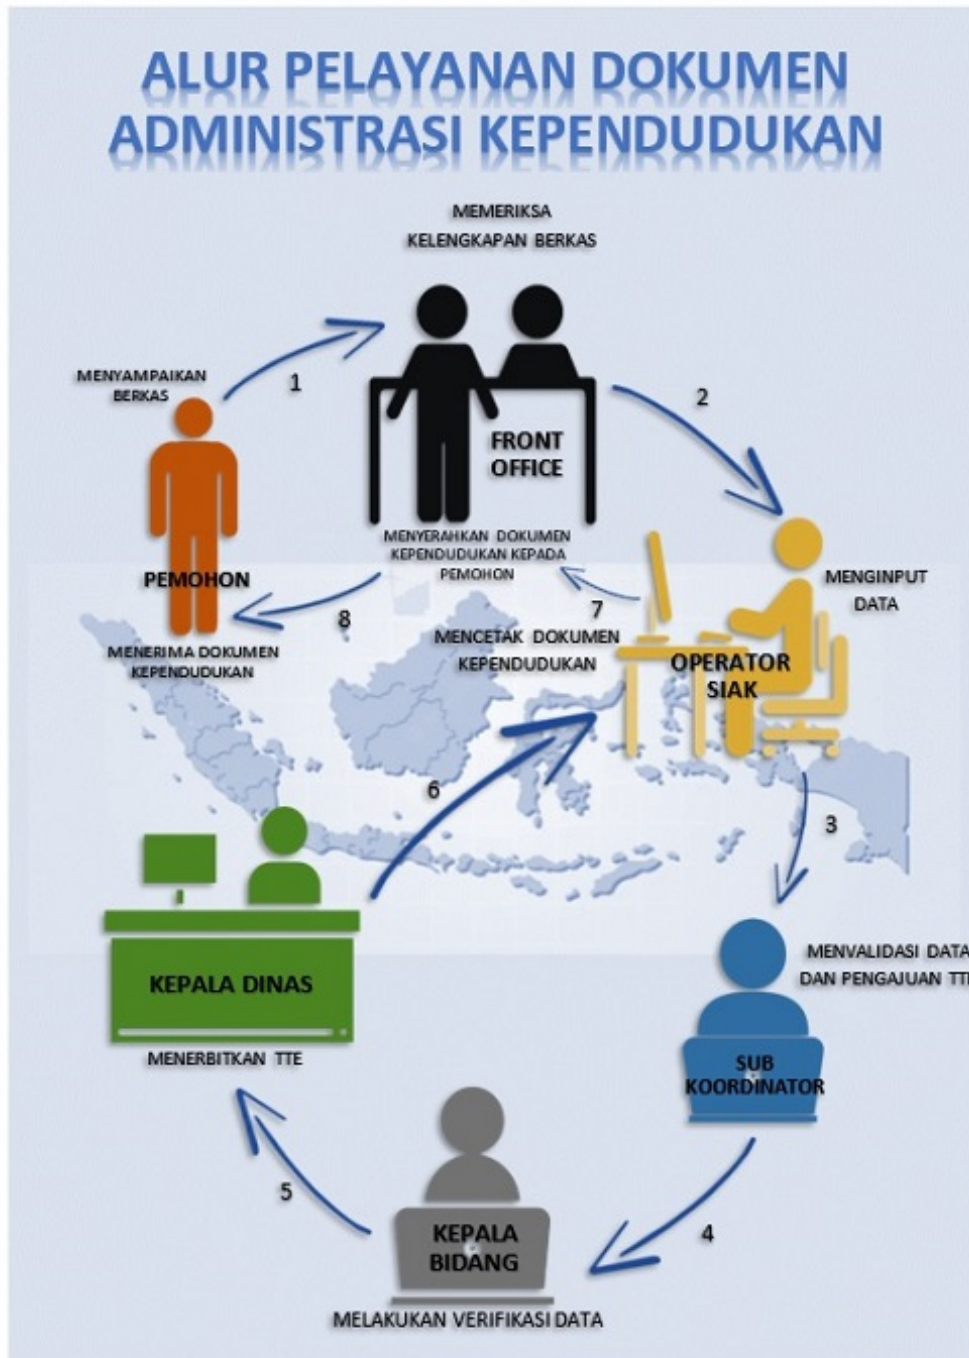 ALUR PELAYANAN DOKUMEN
ADMINISTRASI KEPENDUDUKAN
MEMERIKSA
KELENGKAPAN BERKAS
MENYAMPAIKAN
BERKAS
1
2
FRONT
OFFICE
MENYERAHKAN DOKUMEN
KEPENDUDUKAN KEPADA
PEMOHON
PEMOHON
8
7
MENERIMA DOKUMEN
KEPENDUDUKAN
MENCETAK DOKUMEN
KEPENDUDUKAN
MENGINPUT
DATA
OPERATOR
SIAK
6
3
KEPALA DINAS
MENERBITKAN TTE
MENVALIDASI DATA
DAN PENGAJUAN TTE
SUB
KOORDINATOR
5
4
KEPALA
BIDANG
MELAKUKAN VERIFIKASI DATA